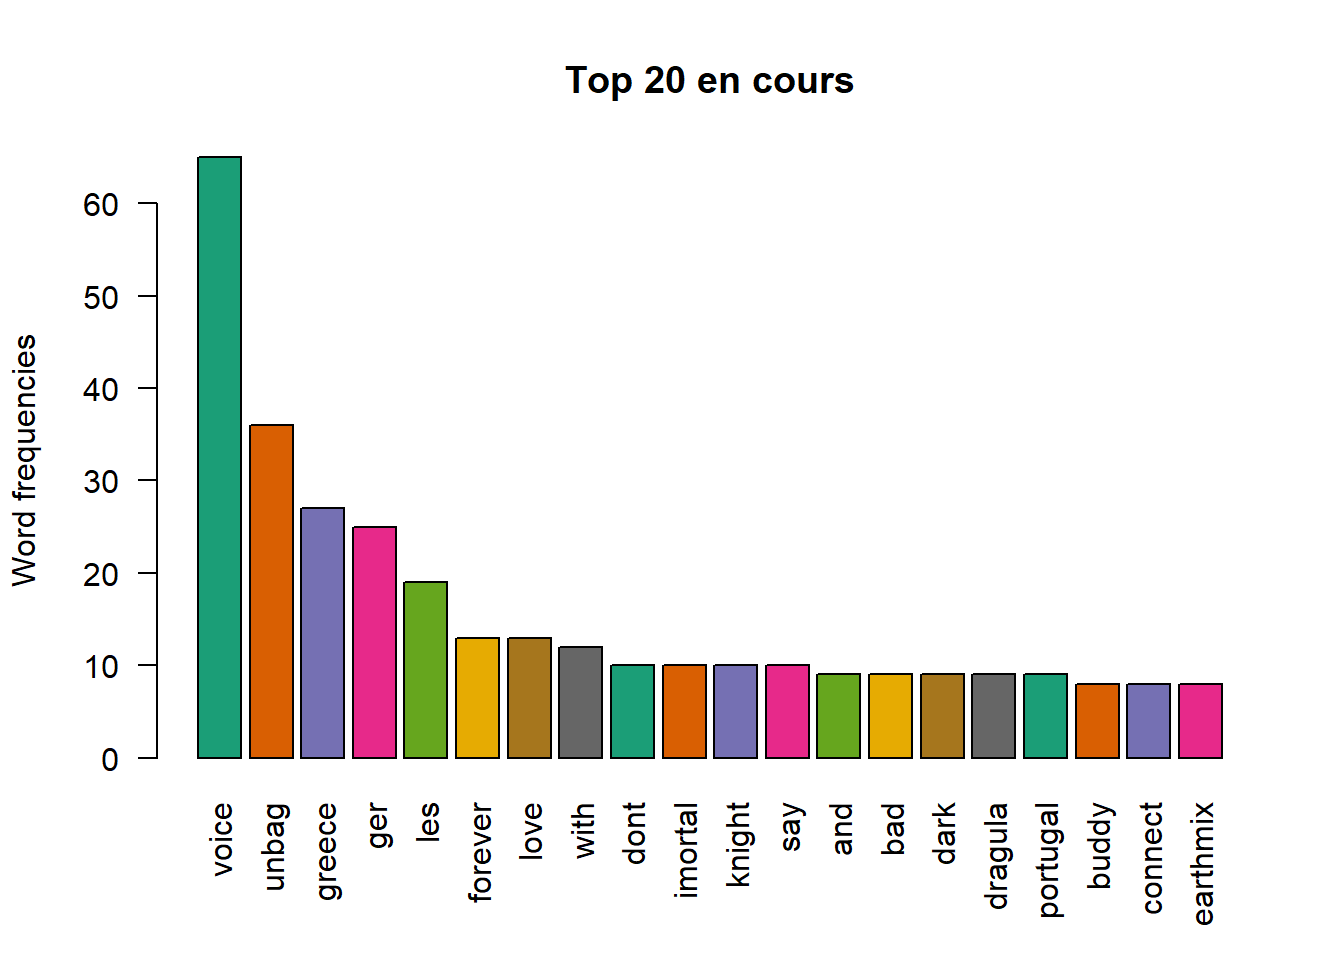 Top 20 en cours
Word frequencies
60
50
40
30
20
10
0
voice
unbag
greece
ger
les
forever
love
with
dont
imortal
knight
say
and
bad
dark
dragula
portugal
buddy
connect
earthmix